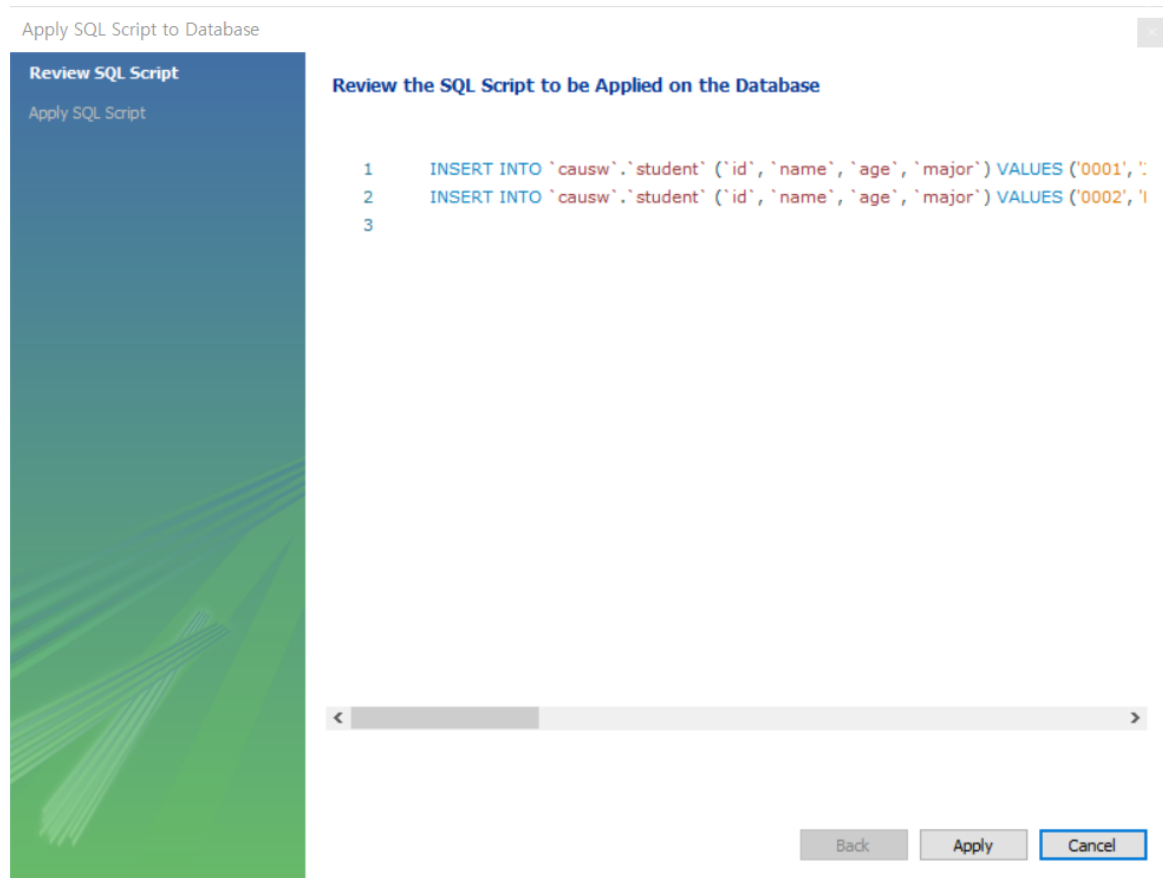 Apply SQL Script to Database
Review SQL Script
Apply SQL Script
Review the SQL Script to be Applied on the Database
1 INSERT INTO `causw`.`student` (`id`, `name`, `age`, `major`) VALUES ('0001', '
2 INSERT INTO `causw`.`student` (`id`, `name`, `age`, `major`) VALUES ('0002', '
3
Back Apply Cancel